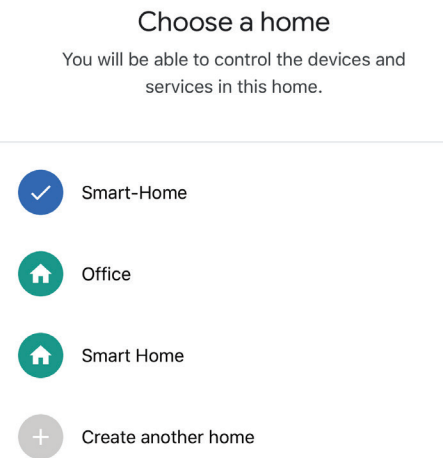 Choose a home
You will be able to control the devices and
services in this home.
Smart-Home
Office
Smart Home
Create another home